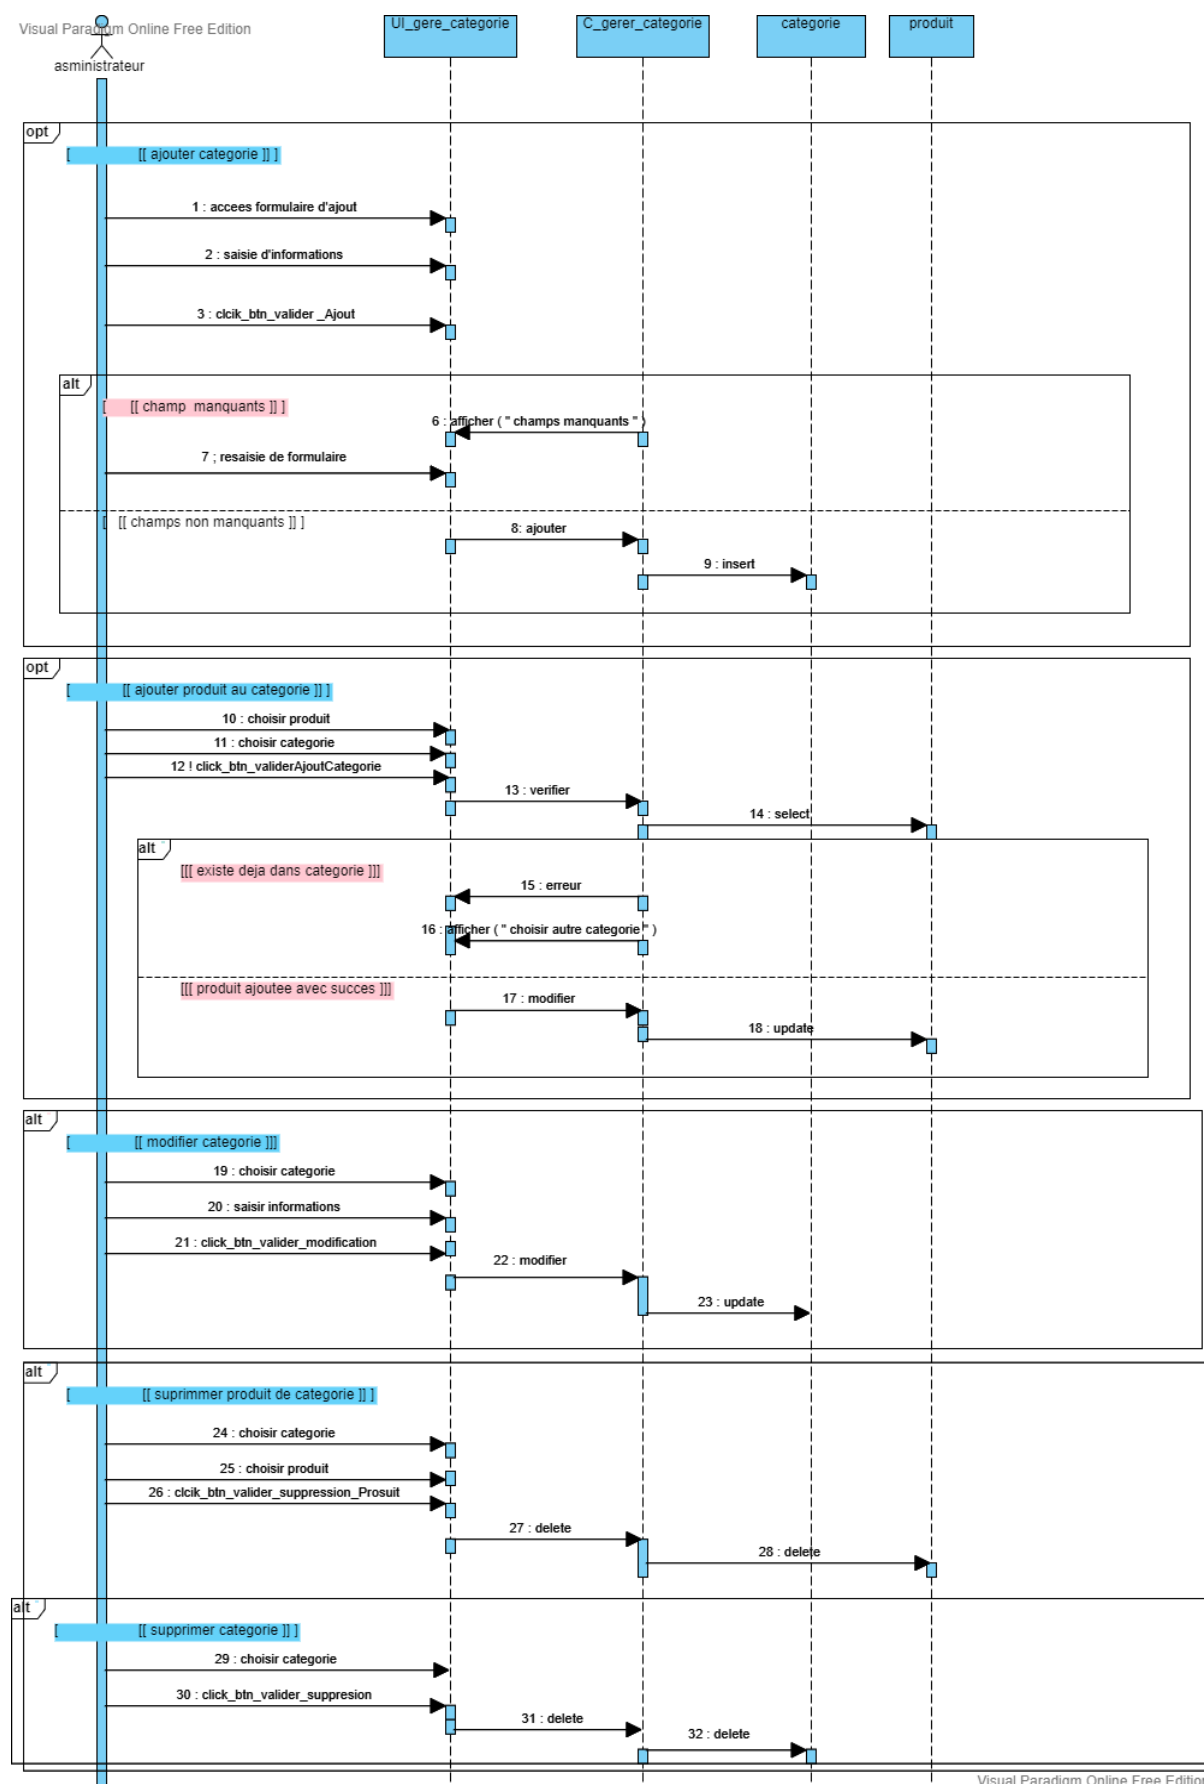 Visual Paradigm Online Free Edition
UI_gere_categorie
C_gerer_categorie
categorie
produit
asministrateur
opt
[ [[ ajouter categorie ]] ]
1 : accees formulaire d'ajout
2 : saisie d'informations
3 : clcik_btn_valider _Ajout
alt
[ [[ champ manquants ]] ]
6 : afficher ( " champs manquants " )
7 ; resaisie de formulaire
[ [[ champs non manquants ]] ]
8: ajouter
9 : insert
opt
[ [[ ajouter produit au categorie ]] ]
10 : choisir produit
11 : choisir categorie
12 ! click_btn_validerAjoutCategorie
13 : verifier
14 : select
alt
[[[ existe deja dans categorie ]]]
15 : erreur
16 : afficher ( " choisir autre categorie " )
[[[ produit ajoutee avec succes ]]]
17 : modifier
18 : update
alt
[ [[ modifier categorie ]]]
19 : choisir categorie
20 : saisir informations
21 : click_btn_valider_modification
22 : modifier
23 : update
alt
[ [[ suprimmer produit de categorie ]] ]
24 : choisir categorie
25 : choisir produit
26 : clcik_btn_valider_suppression_Prosuit
27 : delete
28 : delete
alt
[ [[ supprimer categorie ]] ]
29 : choisir categorie
30 : click_btn_valider_suppresion
31 : delete
32 : delete
Visual Paradigm Online Free Edition